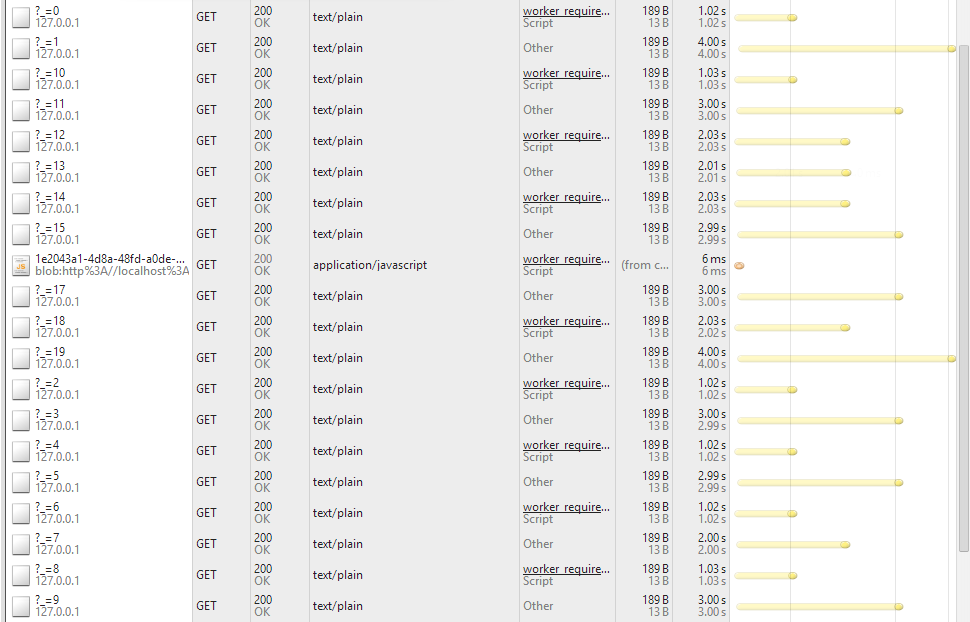 ?_=0 GET 200 text/plain worker_require... 189 B 1.02 s
127.0.0.1 OK Script 13 B 1.02 s
?_=1 GET 200 text/plain Other 189 B 4.00 s
127.0.0.1 OK 13 B 4.00 s
?_=10 GET 200 text/plain worker_require... 189 B 1.03 s
127.0.0.1 OK Script 13 B 1.03 s
?_=11 GET 200 text/plain Other 189 B 3.00 s
127.0.0.1 OK 13 B 3.00 s
?_=12 GET 200 text/plain worker_require... 189 B 2.03 s
127.0.0.1 OK Script 13 B 2.03 s
?_=13 GET 200 text/plain Other 189 B 2.01 s
127.0.0.1 OK 13 B 2.01 s
?_=14 GET 200 text/plain worker_require... 189 B 2.03 s
127.0.0.1 OK Script 13 B 2.03 s
?_=15 GET 200 text/plain Other 189 B 2.99 s
127.0.0.1 OK 13 B 2.99 s
1e2043a1-4d8a-48fd-a0de-... GET 200 application/javascript worker_require... (from c... 6 ms
blob:http%3A//localhost%3A OK Script 6 ms
?_=17 GET 200 text/plain Other 189 B 3.00 s
127.0.0.1 OK 13 B 3.00 s
?_=18 GET 200 text/plain worker_require... 189 B 2.03 s
127.0.0.1 OK Script 13 B 2.02 s
?_=19 GET 200 text/plain Other 189 B 4.00 s
127.0.0.1 OK 13 B 4.00 s
?_=2 GET 200 text/plain worker_require... 189 B 1.02 s
127.0.0.1 OK Script 13 B 1.02 s
?_=3 GET 200 text/plain Other 189 B 3.00 s
127.0.0.1 OK 13 B 2.99 s
?_=4 GET 200 text/plain worker_require... 189 B 1.02 s
127.0.0.1 OK Script 13 B 1.02 s
?_=5 GET 200 text/plain Other 189 B 2.99 s
127.0.0.1 OK 13 B 2.99 s
?_=6 GET 200 text/plain worker_require... 189 B 1.02 s
127.0.0.1 OK Script 13 B 1.02 s
?_=7 GET 200 text/plain Other 189 B 2.00 s
127.0.0.1 OK 13 B 2.00 s
?_=8 GET 200 text/plain worker_require... 189 B 1.03 s
127.0.0.1 OK Script 13 B 1.03 s
?_=9 GET 200 text/plain Other 189 B 3.00 s
127.0.0.1 OK 13 B 3.00 s